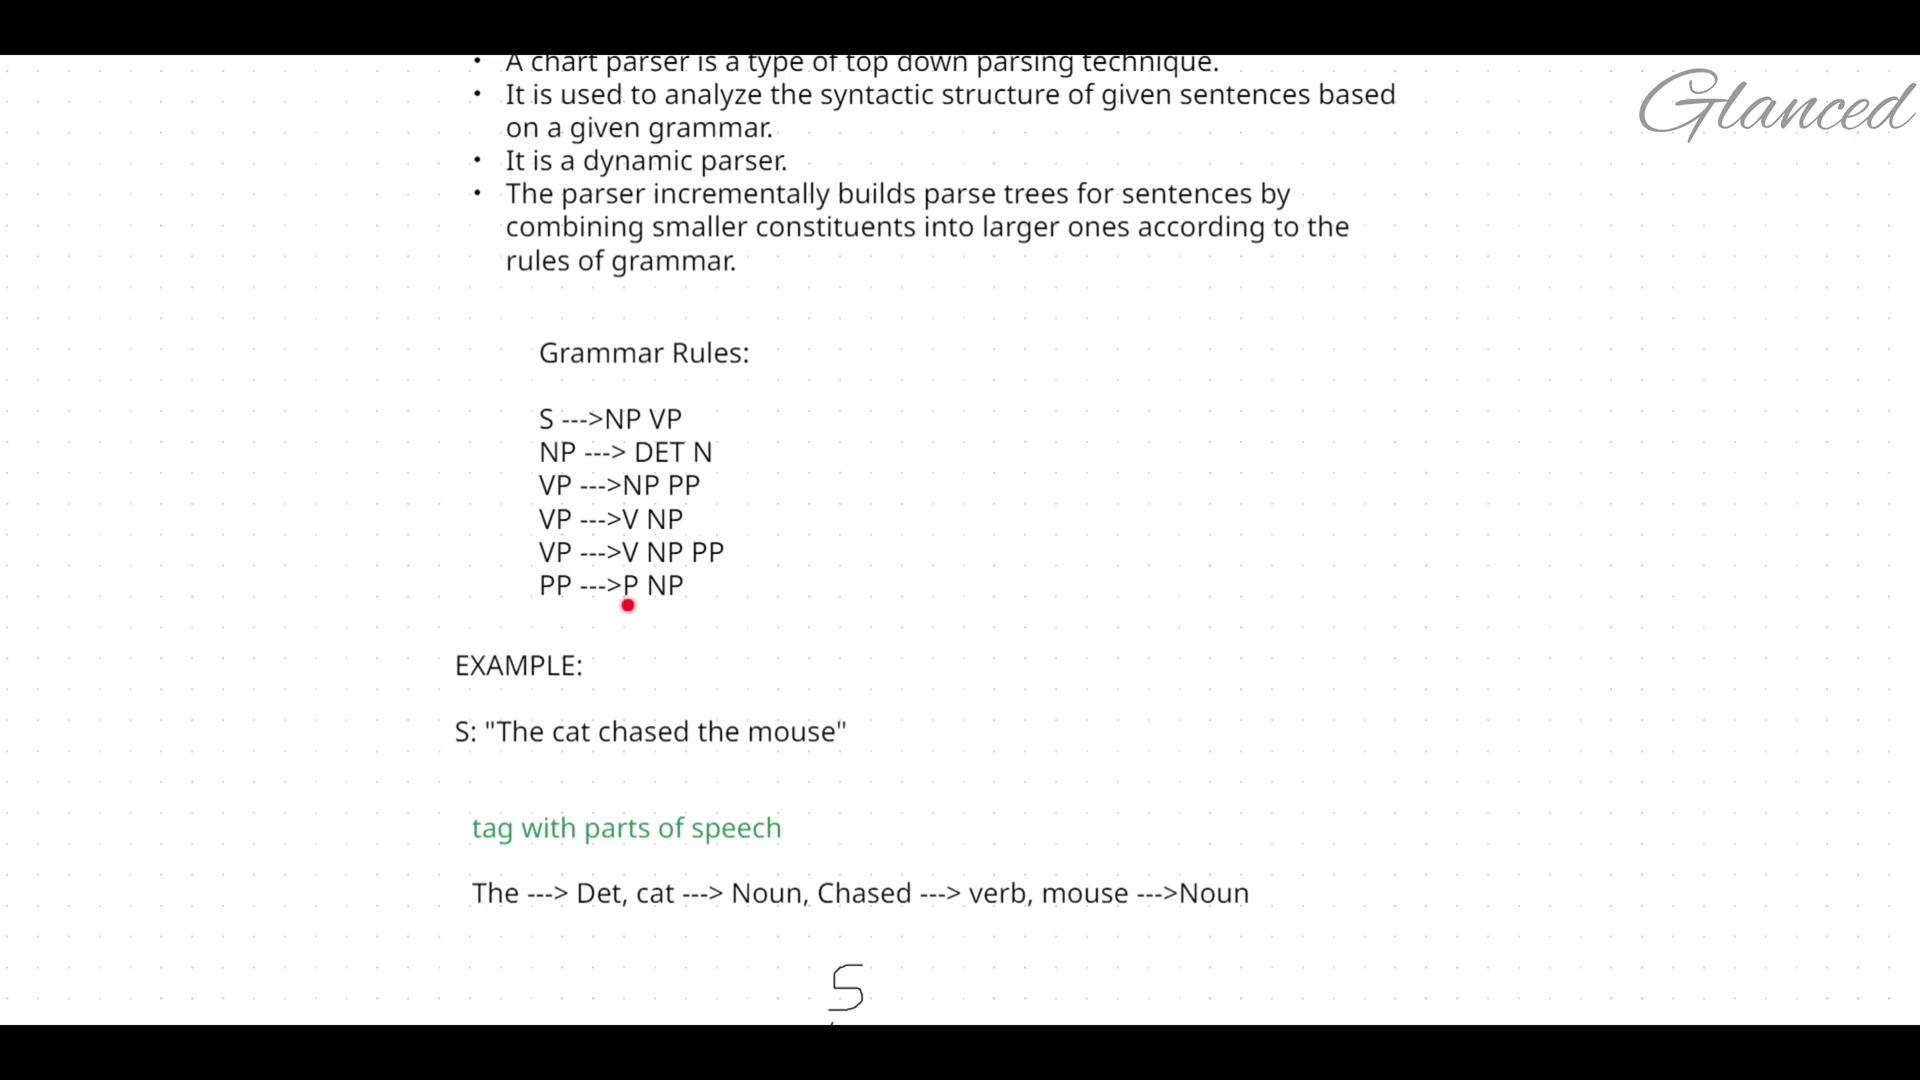 • A chart parser is a type of top down parsing technique.
• It is used to analyze the syntactic structure of given sentences based
on a given grammar.
• It is a dynamic parser.
• The parser incrementally builds parse trees for sentences by
combining smaller constituents into larger ones according to the
rules of grammar.
Glanced
Grammar Rules:
S --->NP VP
NP ---> DET N
VP --->NP PP
VP --->V NP
VP --->V NP PP
PP --->P NP
EXAMPLE:
S: "The cat chased the mouse"
tag with parts of speech
The ---> Det, cat ---> Noun, Chased ---> verb, mouse --->Noun
S